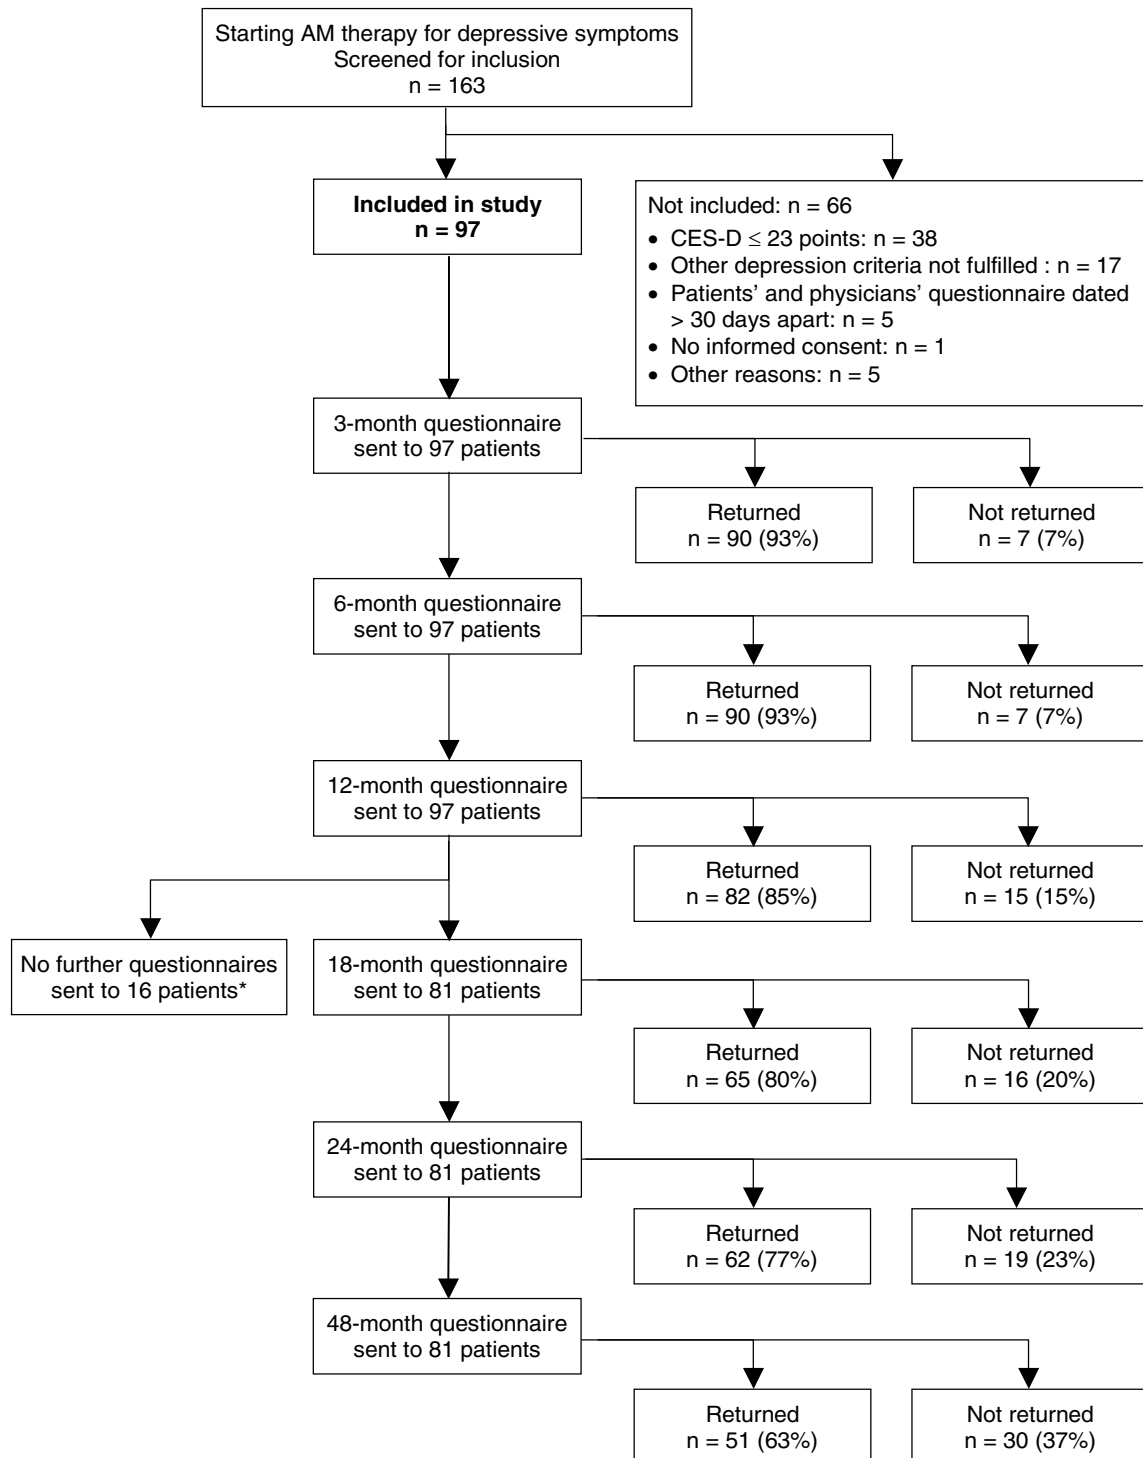 Starting AM therapy for depressive symptoms
Screened for inclusion
n = 163
Included in study
n = 97
Not included: n = 66
• CES-D ≤ 23 points: n = 38
• Other depression criteria not fulfilled : n = 17
• Patients’ and physicians’ questionnaire dated
> 30 days apart: n = 5
• No informed consent: n = 1
• Other reasons: n = 5
3-month questionnaire
sent to 97 patients
Returned
n = 90 (93%)
Not returned
n = 7 (7%)
6-month questionnaire
sent to 97 patients
Returned
n = 90 (93%)
Not returned
n = 7 (7%)
12-month questionnaire
sent to 97 patients
Returned
n = 82 (85%)
Not returned
n = 15 (15%)
No further questionnaires
sent to 16 patients*
18-month questionnaire
sent to 81 patients
Returned
n = 65 (80%)
Not returned
n = 16 (20%)
24-month questionnaire
sent to 81 patients
Returned
n = 62 (77%)
Not returned
n = 19 (23%)
48-month questionnaire
sent to 81 patients
Returned
n = 51 (63%)
Not returned
n = 30 (37%)